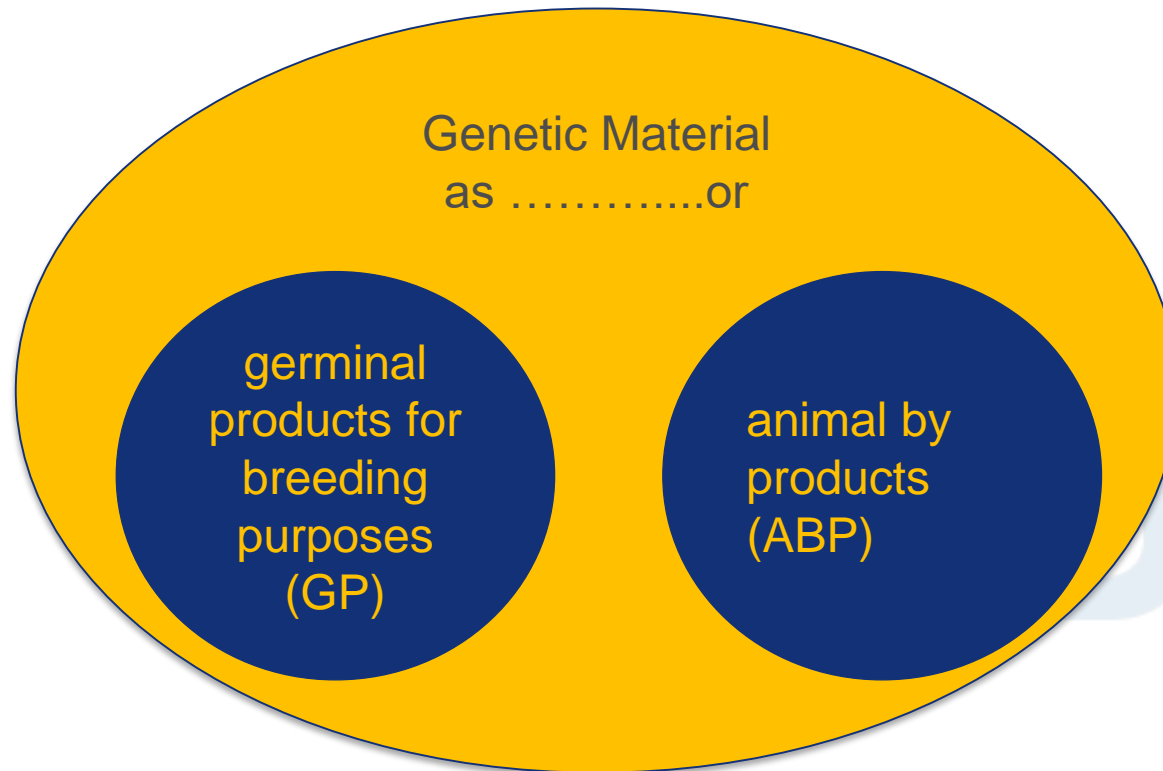 Genetic Material
as ………....or
germinal
products for
breeding
purposes
(GP)
animal by
products
(ABP)